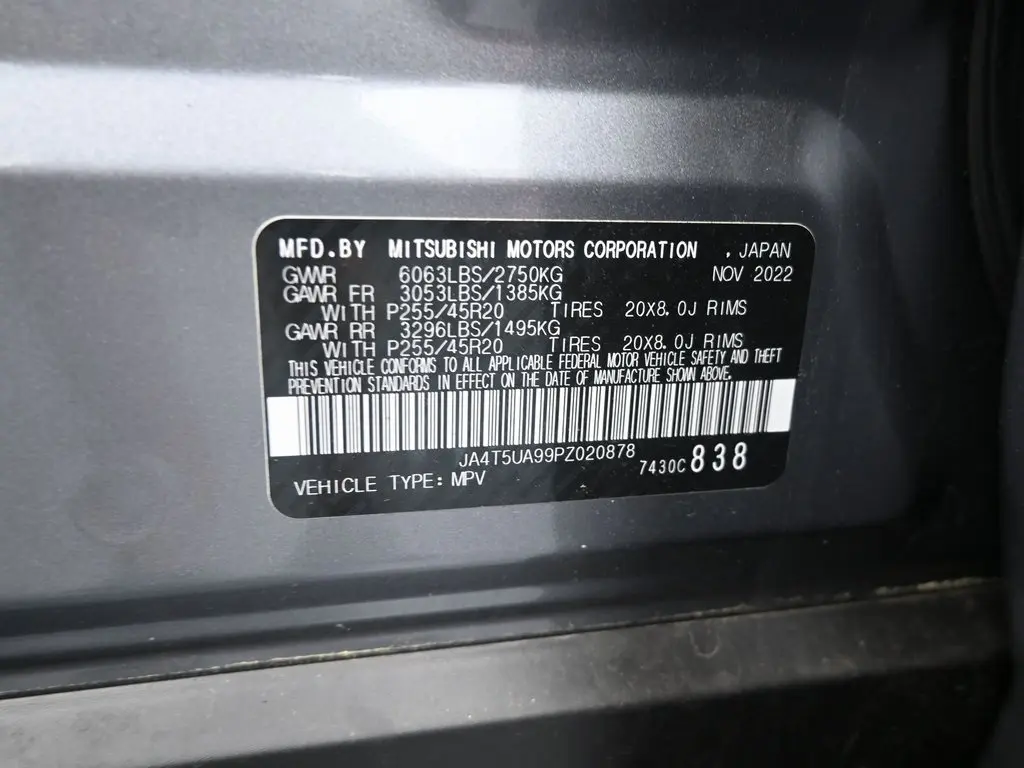 MFD.BY MITSUBISHI MOTORS CORPORATION , JAPAN
GVWR 6063LBS/2750KG NOV 2022
GAWR FR 3053LBS/1385KG
WITH P255/45R20 TIRES 20X8.0J RIMS
GAWR RR 3296LBS/1495KG
WITH P255/45R20 TIRES 20X8.0J RIMS
THIS VEHICLE CONFORMS TO ALL APPLICABLE FEDERAL MOTOR VEHICLE SAFETY AND THEFT
PREVENTION STANDARDS IN EFFECT ON THE DATE OF MANUFACTURE SHOWN ABOVE.
JA4T5UA99PZ020878 7430C 838
VEHICLE TYPE: MPV